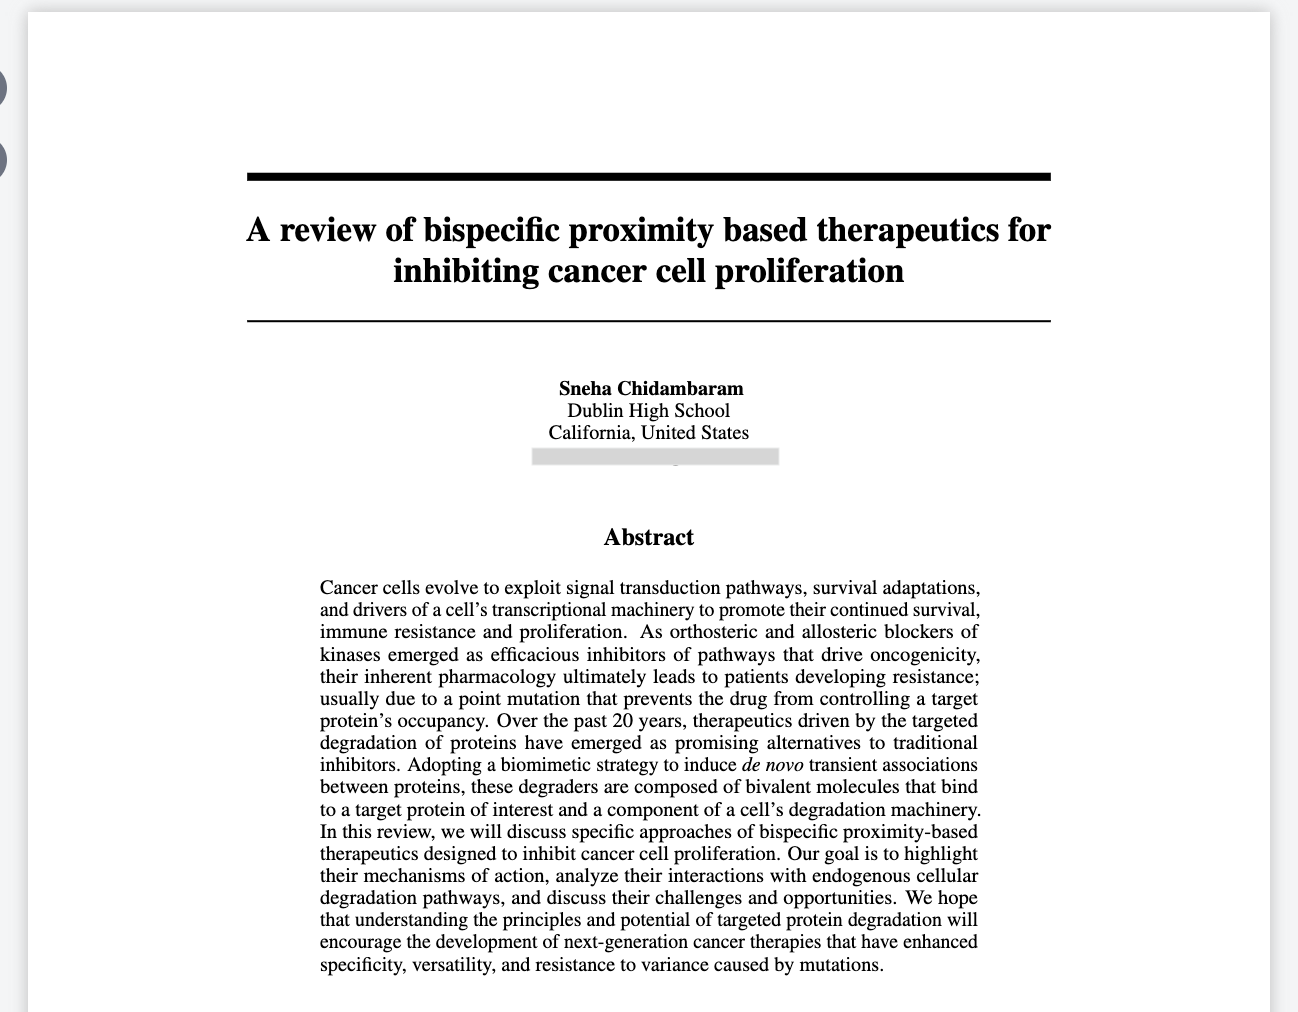 A review of bispecific proximity based therapeutics for
inhibiting cancer cell proliferation
Sneha Chidambaram
Dublin High School
California, United States
Abstract
Cancer cells evolve to exploit signal transduction pathways, survival adaptations,
and drivers of a cell's transcriptional machinery to promote their continued survival,
immune resistance and proliferation. As orthosteric and allosteric blockers of
kinases emerged as efficacious inhibitors of pathways that drive oncogenicity,
their inherent pharmacology ultimately leads to patients developing resistance;
usually due to a point mutation that prevents the drug from controlling a target
protein's occupancy. Over the past 20 years, therapeutics driven by the targeted
degradation of proteins have emerged as promising alternatives to traditional
inhibitors. Adopting a biomimetic strategy to induce de novo transient associations
between proteins, these degraders are composed of bivalent molecules that bind
to a target protein of interest and a component of a cell's degradation machinery.
In this review, we will discuss specific approaches of bispecific proximity-based
therapeutics designed to inhibit cancer cell proliferation. Our goal is to highlight
their mechanisms of action, analyze their interactions with endogenous cellular
degradation pathways, and discuss their challenges and opportunities. We hope
that understanding the principles and potential of targeted protein degradation will
encourage the development of next-generation cancer therapies that have enhanced
specificity, versatility, and resistance to variance caused by mutations.